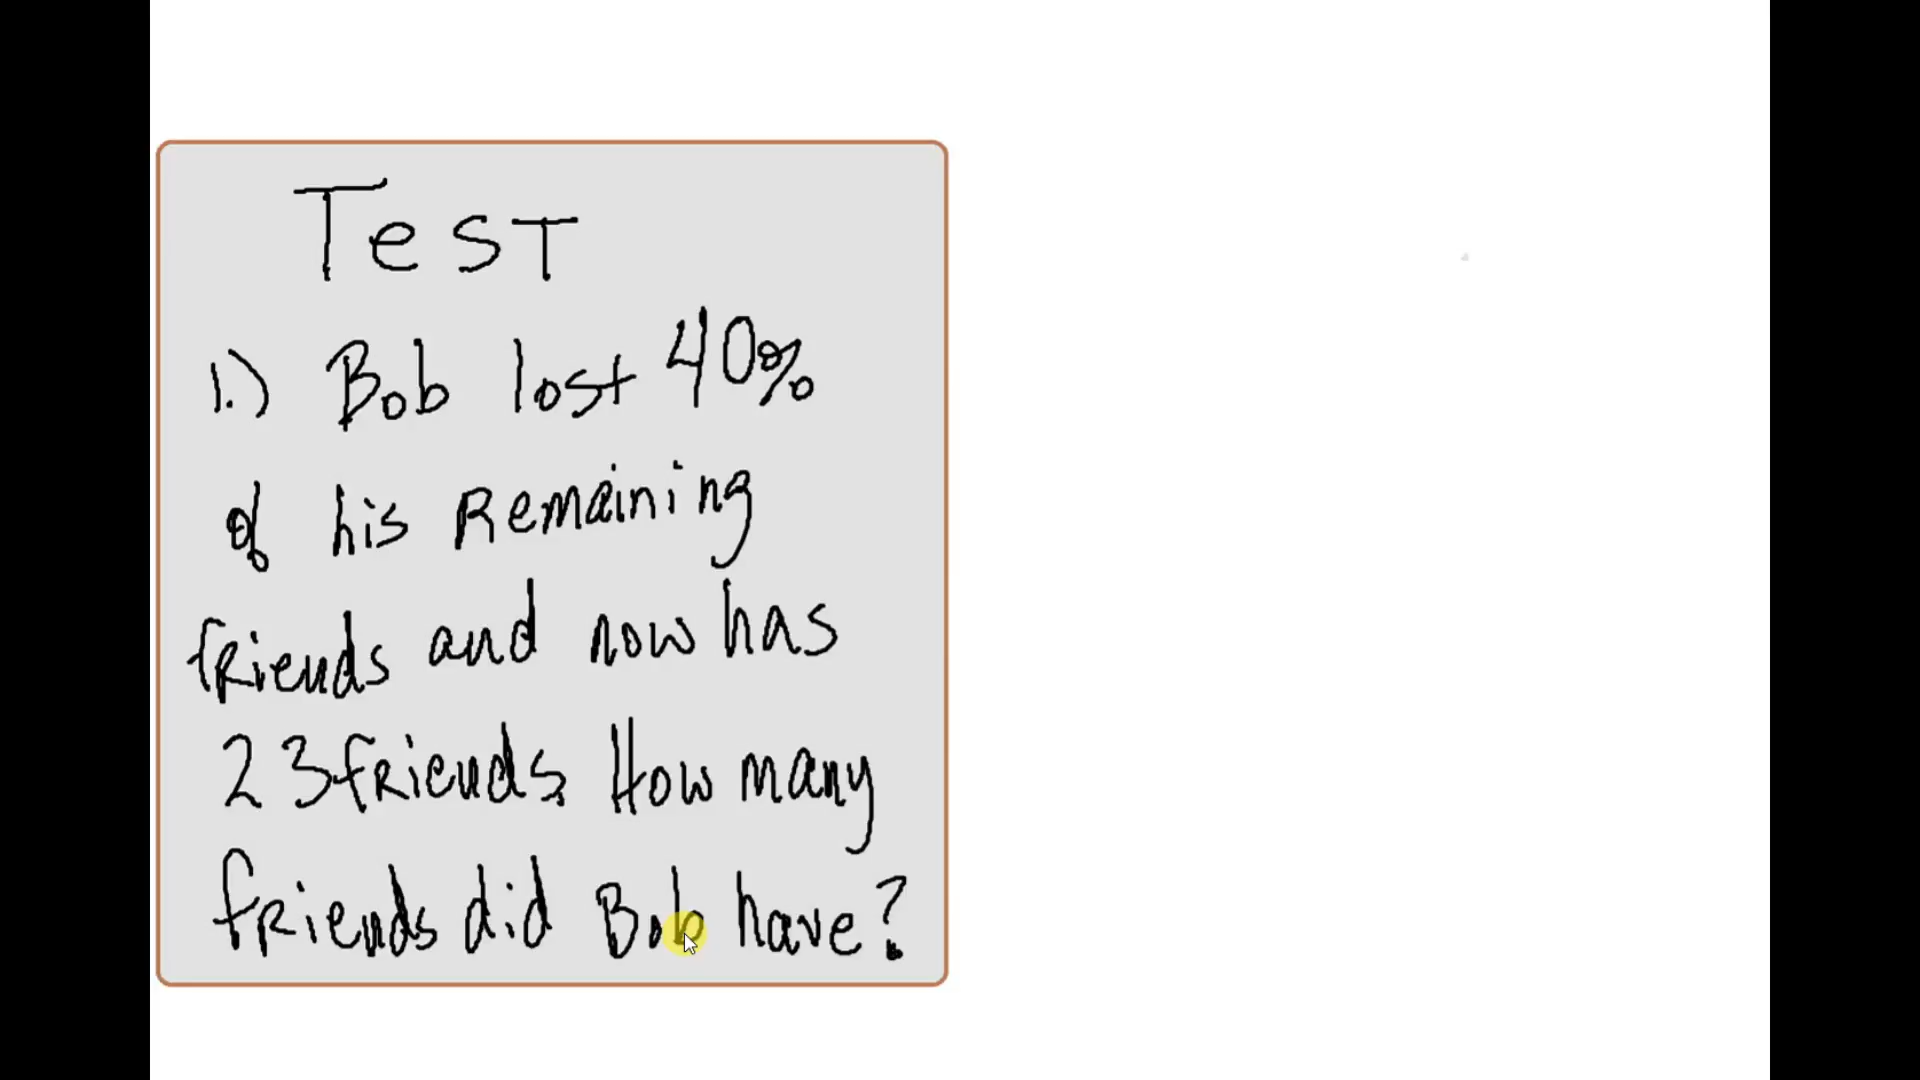 Test
1.) Bob lost 40%
of his Remaining
friends and now has
23 friends. How many
friends did Bob have?